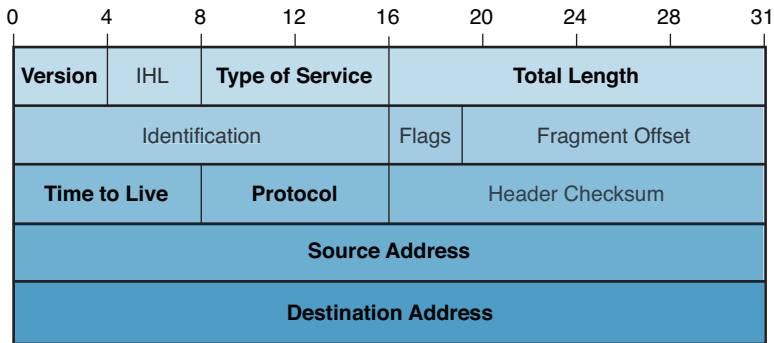 0 4 8 12 16 20 24 28 31
Version IHL Type of Service Total Length
Identification Flags Fragment Offset
Time to Live Protocol Header Checksum
Source Address
Destination Address